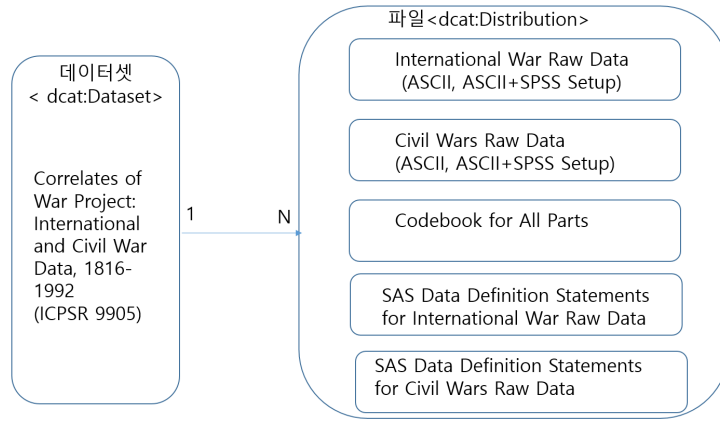 데이터셋
< dcat:Dataset>
Correlates of
War Project:
International
and Civil War
Data, 1816-
1992
(ICPSR 9905)
1
N
파일<dcat:Distribution>
International War Raw Data
(ASCII, ASCII+SPSS Setup)
Civil Wars Raw Data
(ASCII, ASCII+SPSS Setup)
Codebook for All Parts
SAS Data Definition Statements
for International War Raw Data
SAS Data Definition Statements
for Civil Wars Raw Data